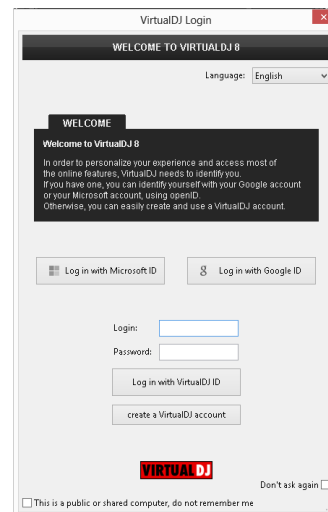 VirtualDJ Login
WELCOME TO VIRTUALDJ 8
Language: English
WELCOME
Welcome to VirtualDJ 8
In order to personalize your experience and access most of
the online features, VirtualDJ needs to identify you.
If you have one, you can identify yourself with your Google account
or your Microsoft account, using openID.
Otherwise, you can easily create and use a VirtualDJ account.
Log in with Microsoft ID
g Log in with Google ID
Login:
Password:
Log in with VirtualDJ ID
create a VirtualDJ account
VIRTUAL DJ
Don't ask again
This is a public or shared computer, do not remember me